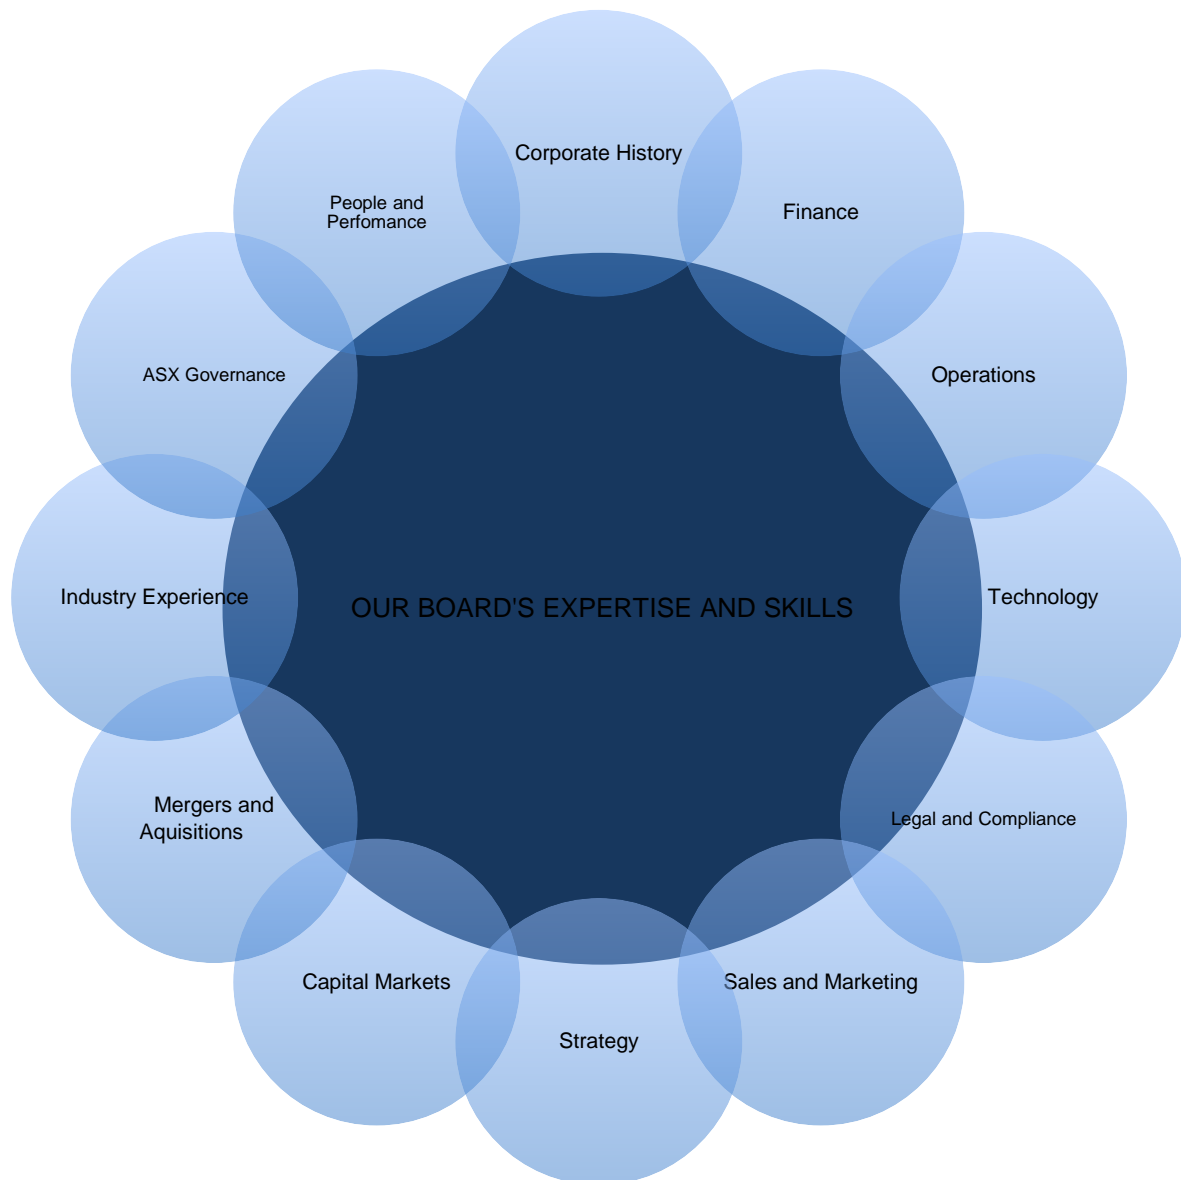 Corporate History
People and
Perfomance
Finance
ASX Governance
Operations
Industry Experience
OUR BOARD'S EXPERTISE AND SKILLS
Technology
Mergers and
Aquisitions
Legal and Compliance
Capital Markets
Sales and Marketing
Strategy